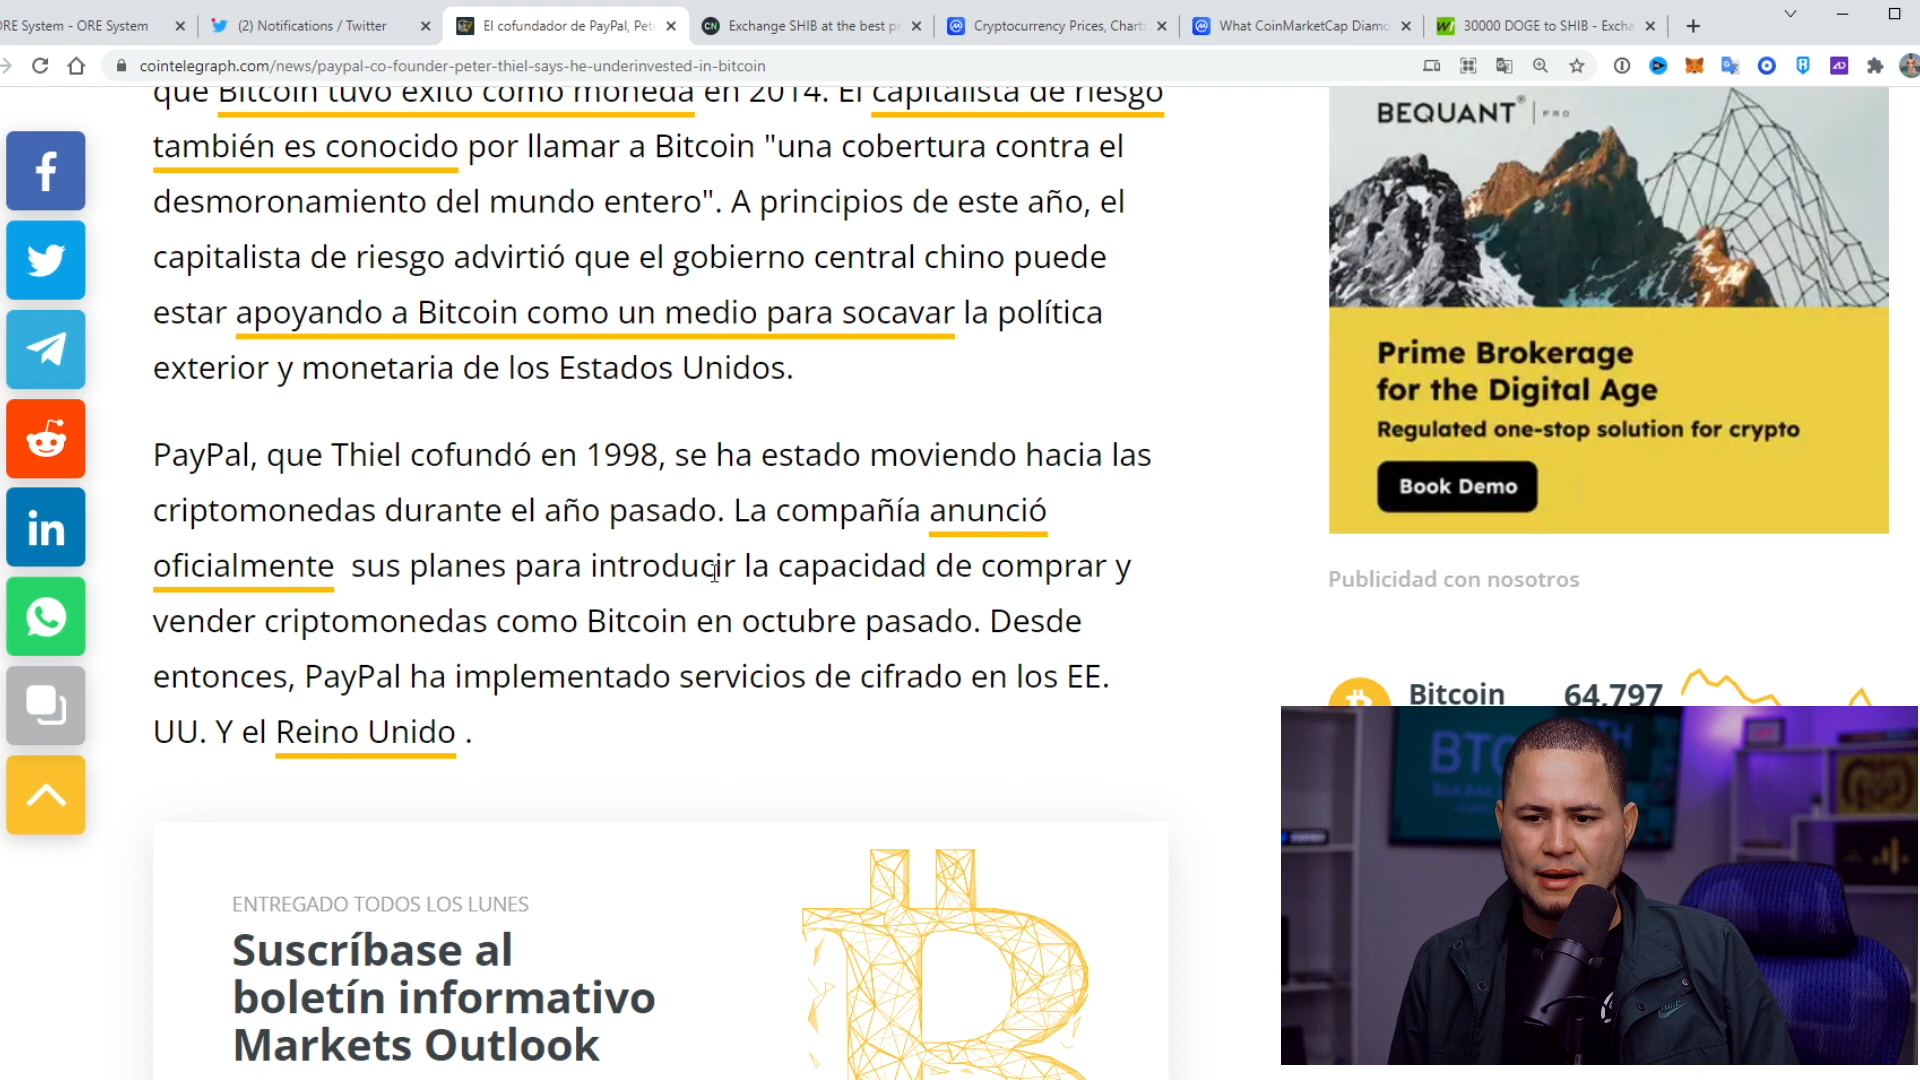 ORE System - ORE System
(2) Notifications / Twitter
El cofundador de PayPal, Pet
Exchange SHIB at the best pr
Cryptocurrency Prices, Charts
What CoinMarketCap Diamo
30000 DOGE to SHIB - Excha
cointelegraph.com/news/paypal-co-founder-peter-thiel-says-he-underinvested-in-bitcoin
que Bitcoin tuvo éxito como moneda en 2014. El capitalista de riesgo
también es conocido por llamar a Bitcoin "una cobertura contra el
desmoronamiento del mundo entero". A principios de este año, el
capitalista de riesgo advirtió que el gobierno central chino puede
estar apoyando a Bitcoin como un medio para socavar la política
exterior y monetaria de los Estados Unidos.
PayPal, que Thiel cofundó en 1998, se ha estado moviendo hacia las
criptomonedas durante el año pasado. La compañía anunció
oficialmente sus planes para introducir la capacidad de comprar y
vender criptomonedas como Bitcoin en octubre pasado. Desde
entonces, PayPal ha implementado servicios de cifrado en los EE.
UU. Y el Reino Unido .
ENTREGADO TODOS LOS LUNES
Suscríbase al
boletín informativo
Markets Outlook
BEQUANT® | PRO
Prime Brokerage
for the Digital Age
Regulated one-stop solution for crypto
Book Demo
Publicidad con nosotros
Bitcoin 64,797
BTC